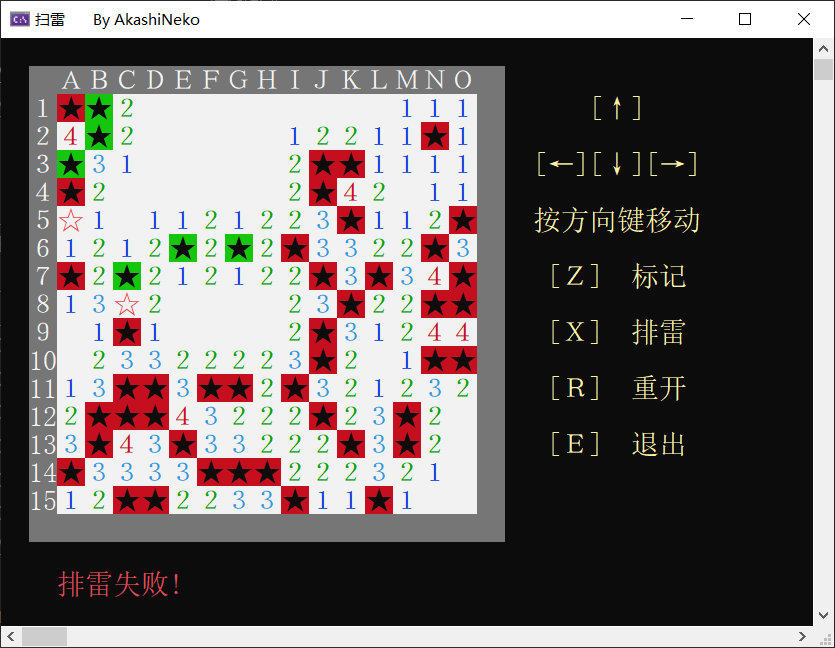 扫雷 By AkashiNeko
A B C D E F G H I J K L M N O
1 ★ ★ 2 1 1 1
2 4 ★ 2 1 2 2 1 1 ★ 1
3 ★ 3 1 2 ★ ★ 1 1 1 1
4 ★ 2 2 ★ 4 2 1 1
5 ☆ 1 1 1 2 1 2 2 3 ★ 1 1 2 ★
6 1 2 1 2 ★ 2 ★ 2 ★ 3 3 2 2 ★ 3
7 ★ 2 ★ 2 1 2 1 2 2 ★ 3 ★ 3 4 ★
8 1 3 ☆ 2 2 3 ★ 2 2 ★ ★
9 1 ★ 1 2 ★ 3 1 2 4 4
10 2 3 3 2 2 2 2 3 ★ 2 1 ★ ★
11 1 3 ★ ★ 3 ★ ★ 2 ★ 3 2 1 2 3 2
12 2 ★ ★ ★ 4 3 2 2 2 ★ 2 3 ★ 2
13 3 ★ 4 3 ★ 3 3 2 2 2 ★ 3 ★ 2
14 ★ 3 3 3 3 ★ ★ ★ 2 2 2 3 2 1
15 1 2 ★ ★ 2 2 3 3 ★ 1 1 ★ 1
[↑]
[←][↓][→]
按方向键移动
[Z] 标记
[X] 排雷
[R] 重开
[E] 退出
排雷失败!